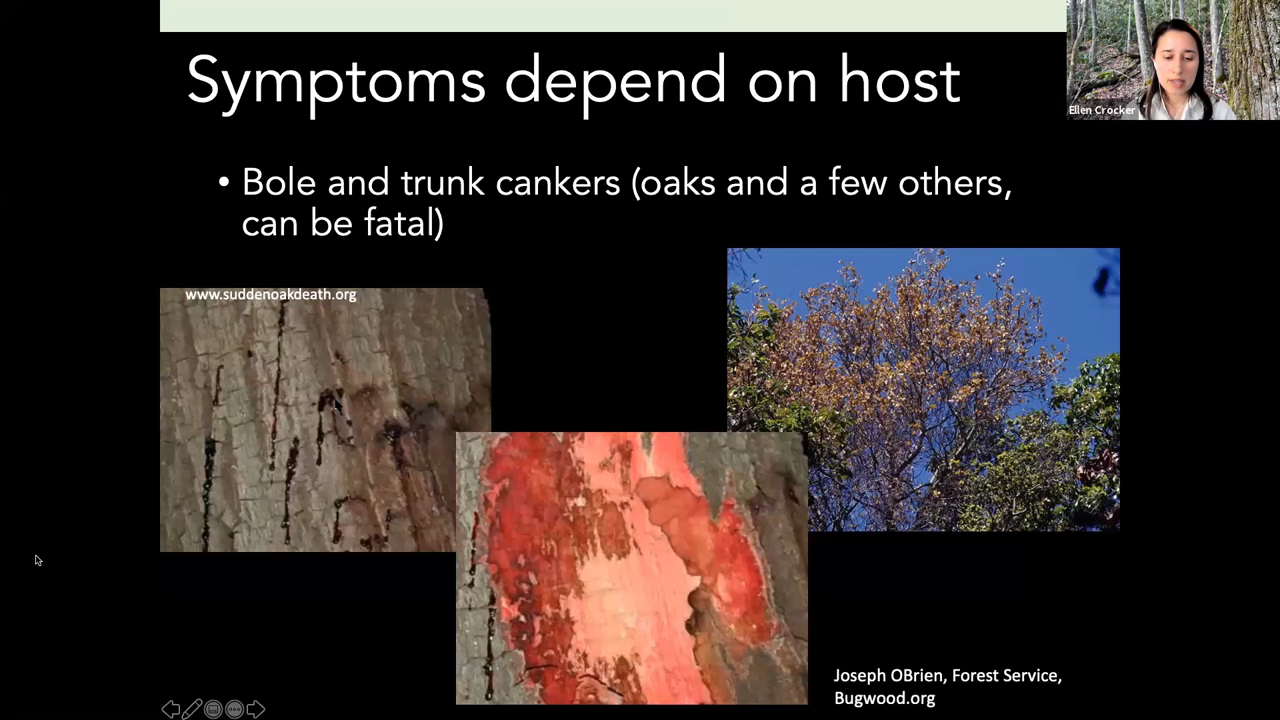 Symptoms depend on host
Ellen Crocker
• Bole and trunk cankers (oaks and a few others,
can be fatal)
www.suddenoakdeath.org
Joseph OBrien, Forest Service,
Bugwood.org